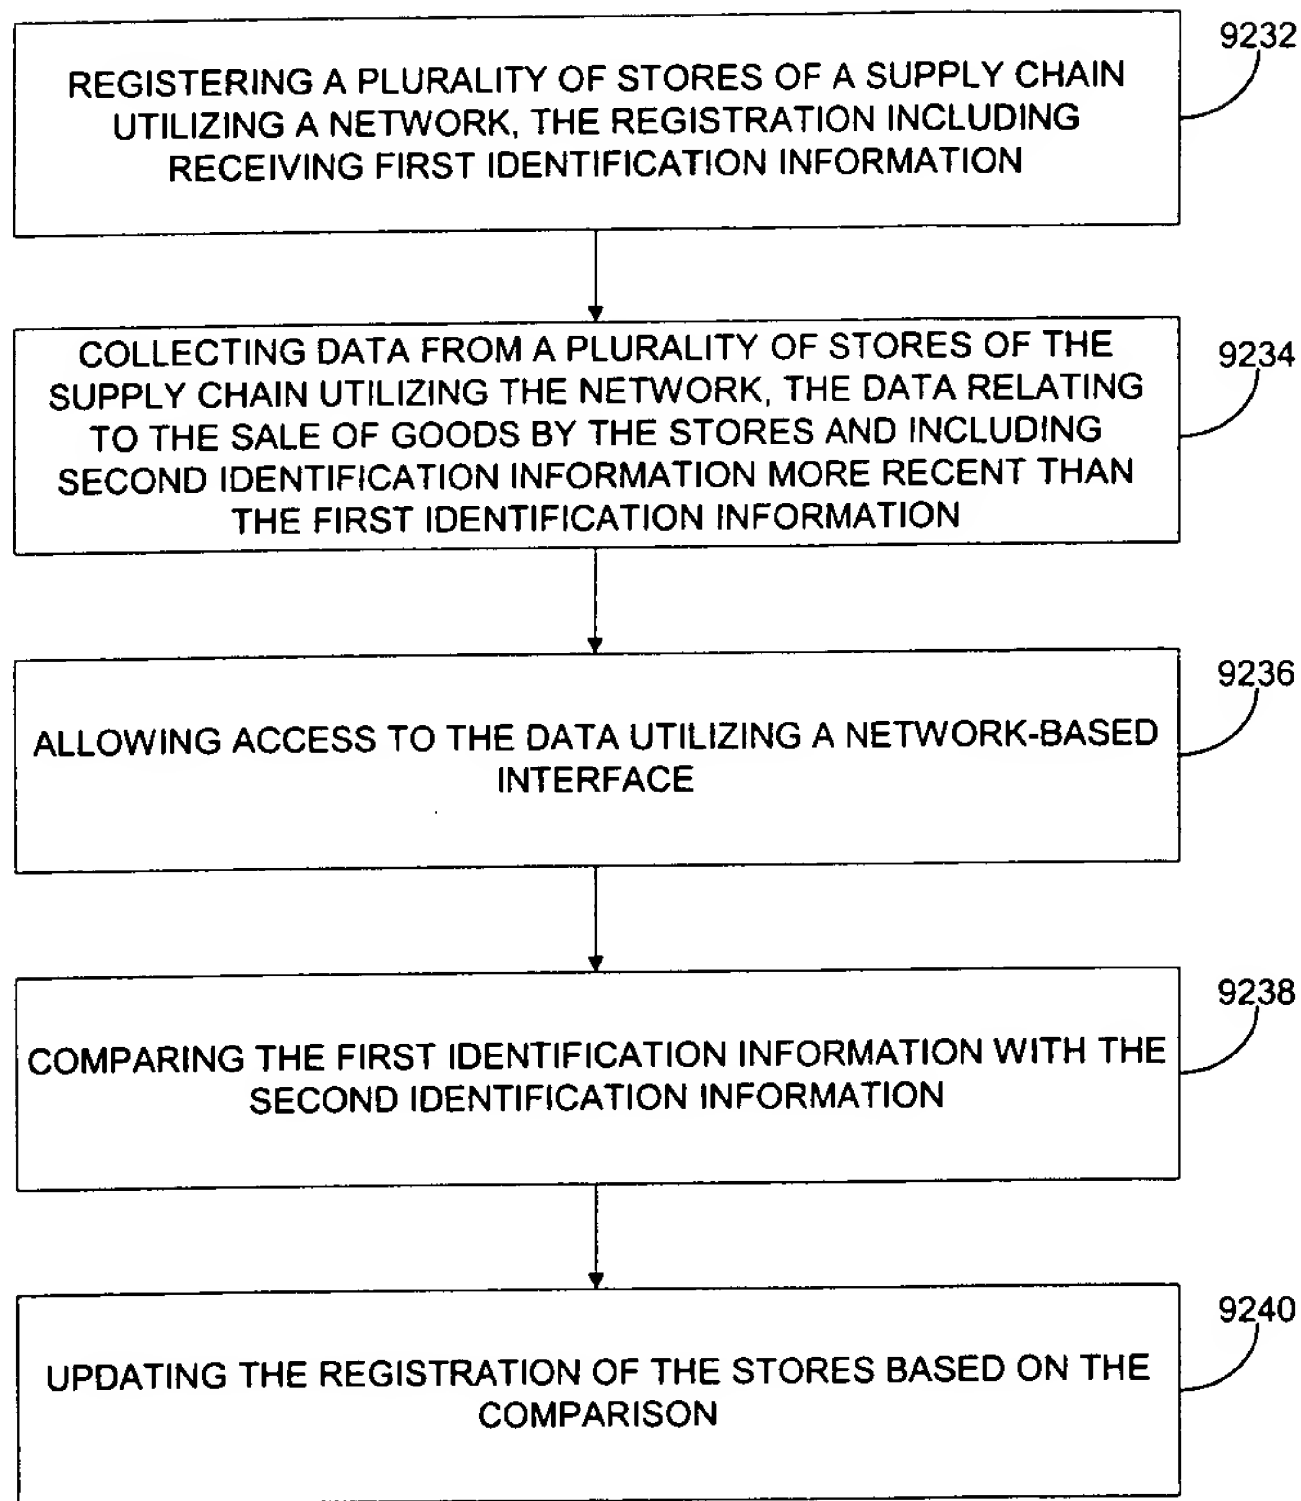 9232
REGISTERING A PLURALITY OF STORES OF A SUPPLY CHAIN
UTILIZING A NETWORK, THE REGISTRATION INCLUDING
RECEIVING FIRST IDENTIFICATION INFORMATION
9234
COLLECTING DATA FROM A PLURALITY OF STORES OF THE
SUPPLY CHAIN UTILIZING THE NETWORK, THE DATA RELATING
TO THE SALE OF GOODS BY THE STORES AND INCLUDING
SECOND IDENTIFICATION INFORMATION MORE RECENT THAN
THE FIRST IDENTIFICATION INFORMATION
9236
ALLOWING ACCESS TO THE DATA UTILIZING A NETWORK-BASED
INTERFACE
9238
COMPARING THE FIRST IDENTIFICATION INFORMATION WITH THE
SECOND IDENTIFICATION INFORMATION
9240
UPDATING THE REGISTRATION OF THE STORES BASED ON THE
COMPARISON